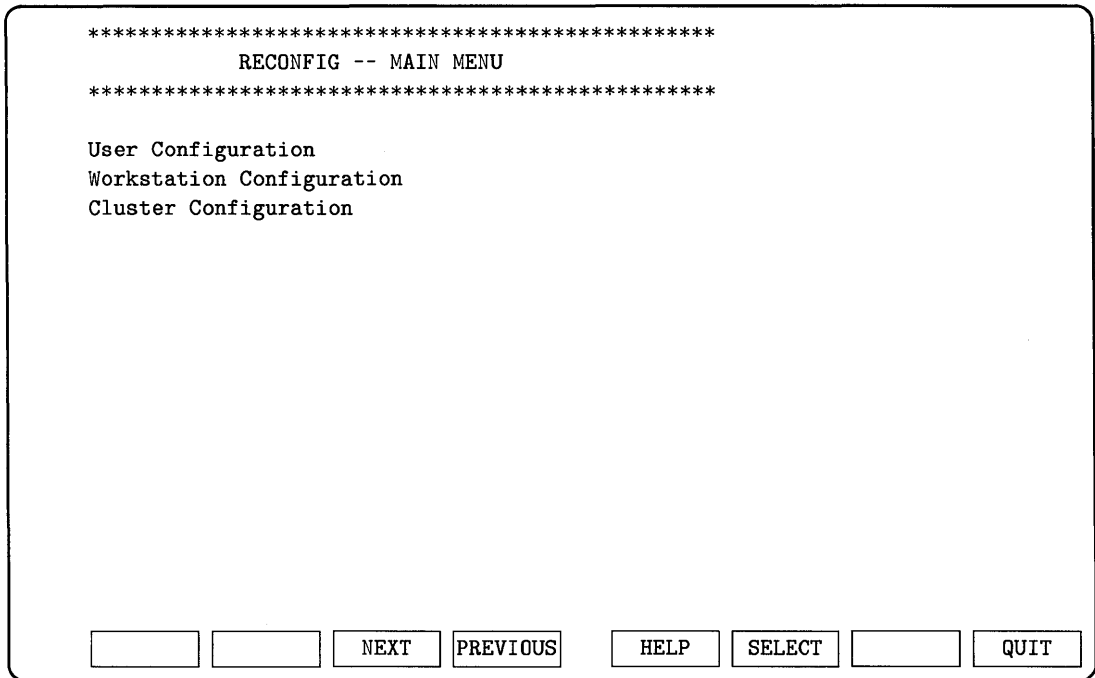 **************************************************
RECONFIG -- MAIN MENU
**************************************************
User Configuration
Workstation Configuration
Cluster Configuration
NEXT PREVIOUS HELP SELECT QUIT